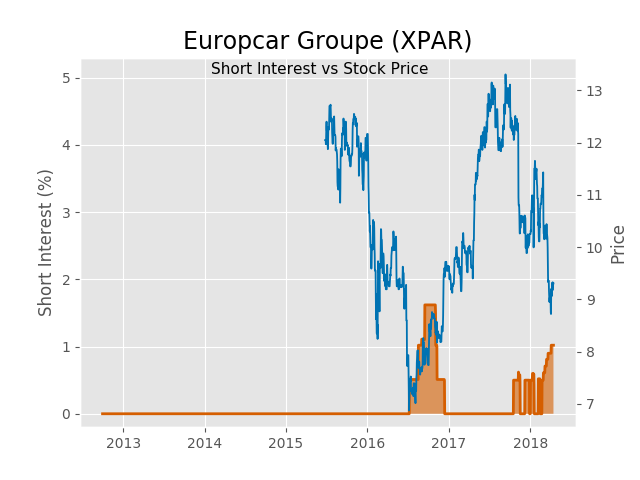 Europcar Groupe (XPAR)
Short Interest vs Stock Price
Short Interest (%)
5
4
3
2
1
0
13
12
11
10
9
8
7
Price
2013 2014 2015 2016 2017 2018